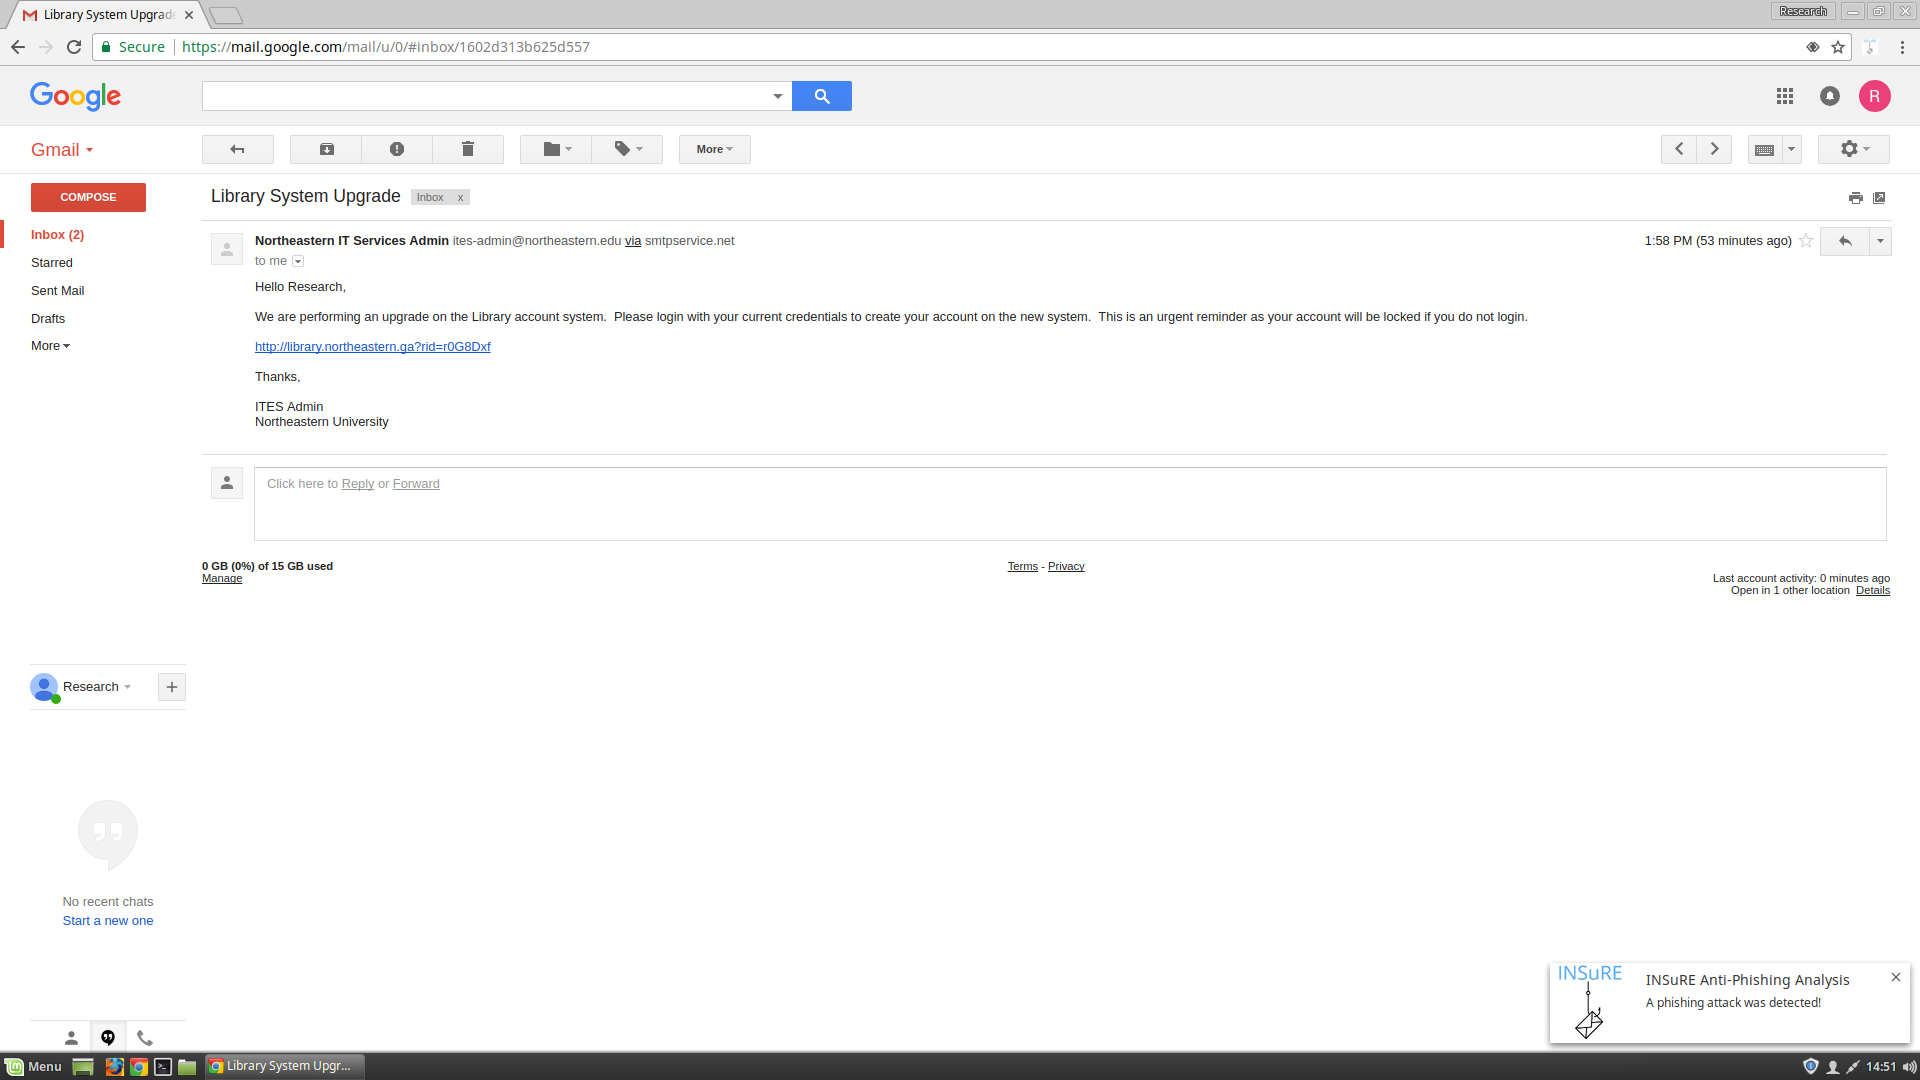 Library System Upgrade
Research
Secure
https://mail.google.com/mail/u/0/#inbox/1602d313b625d557
Google
R
Gmail
More
COMPOSE
Library System Upgrade Inbox x
Inbox (2)
Starred
Sent Mail
Drafts
More
Northeastern IT Services Admin ites-admin@northeastern.edu via smtpservice.net
1:58 PM (53 minutes ago)
to me
Hello Research,
We are performing an upgrade on the Library account system.  Please login with your current credentials to create your account on the new system.  This is an urgent reminder as your account will be locked if you do not login.
http://library.northeastern.ga?rid=r0G8Dxf
Thanks,
ITES Admin
Northeastern University
Click here to Reply or Forward
0 GB (0%) of 15 GB used
Manage
Terms - Privacy
Last account activity: 0 minutes ago
Open in 1 other location  Details
Research
No recent chats
Start a new one
INSuRE
INSuRE Anti-Phishing Analysis
A phishing attack was detected!
Menu
Library System Upgr...
14:51